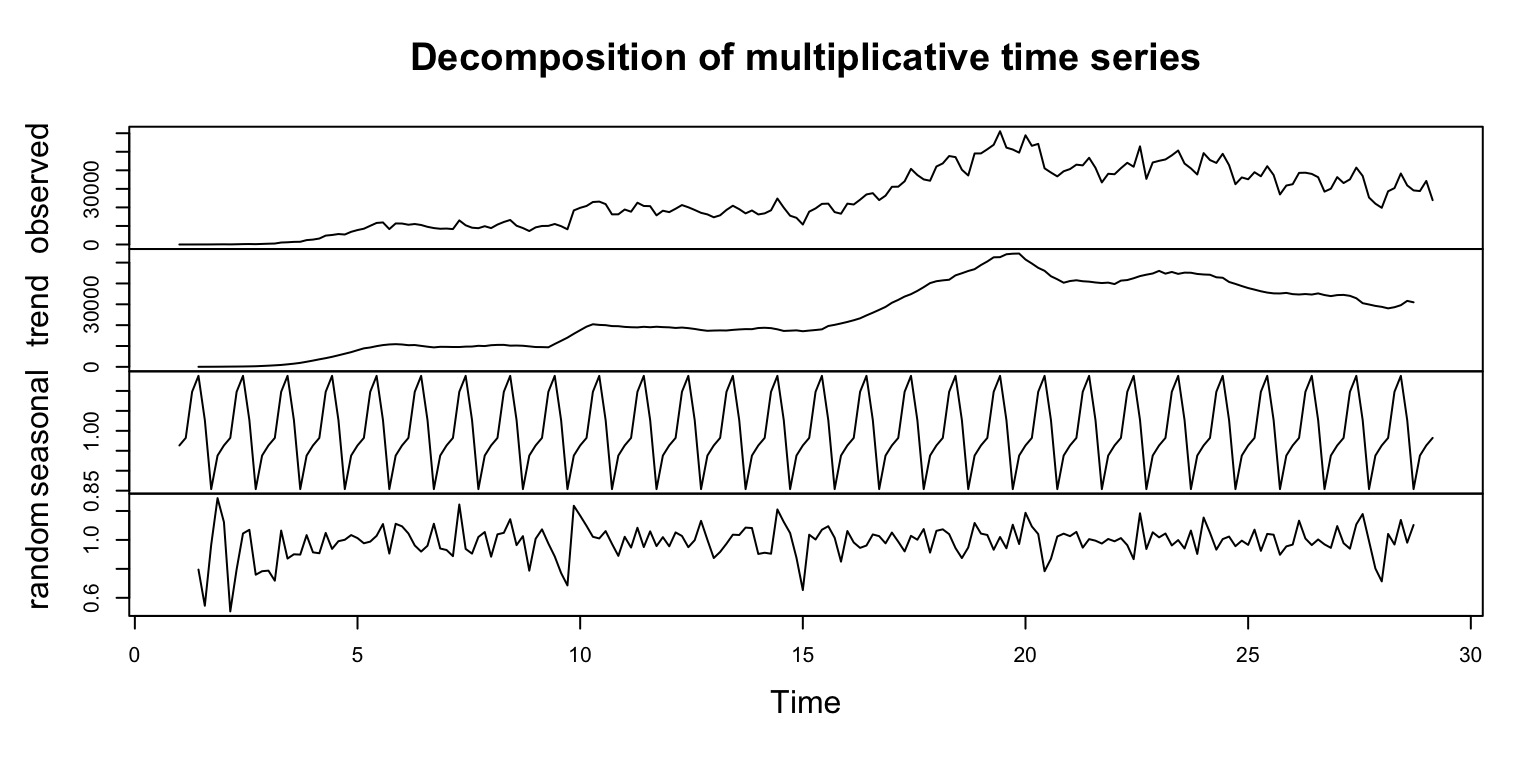 Decomposition of multiplicative time series
observed
0 30000
trend
0 30000
seasonal
0.85 1.00
random
0.6 1.0
0 5 10 15 20 25 30
Time